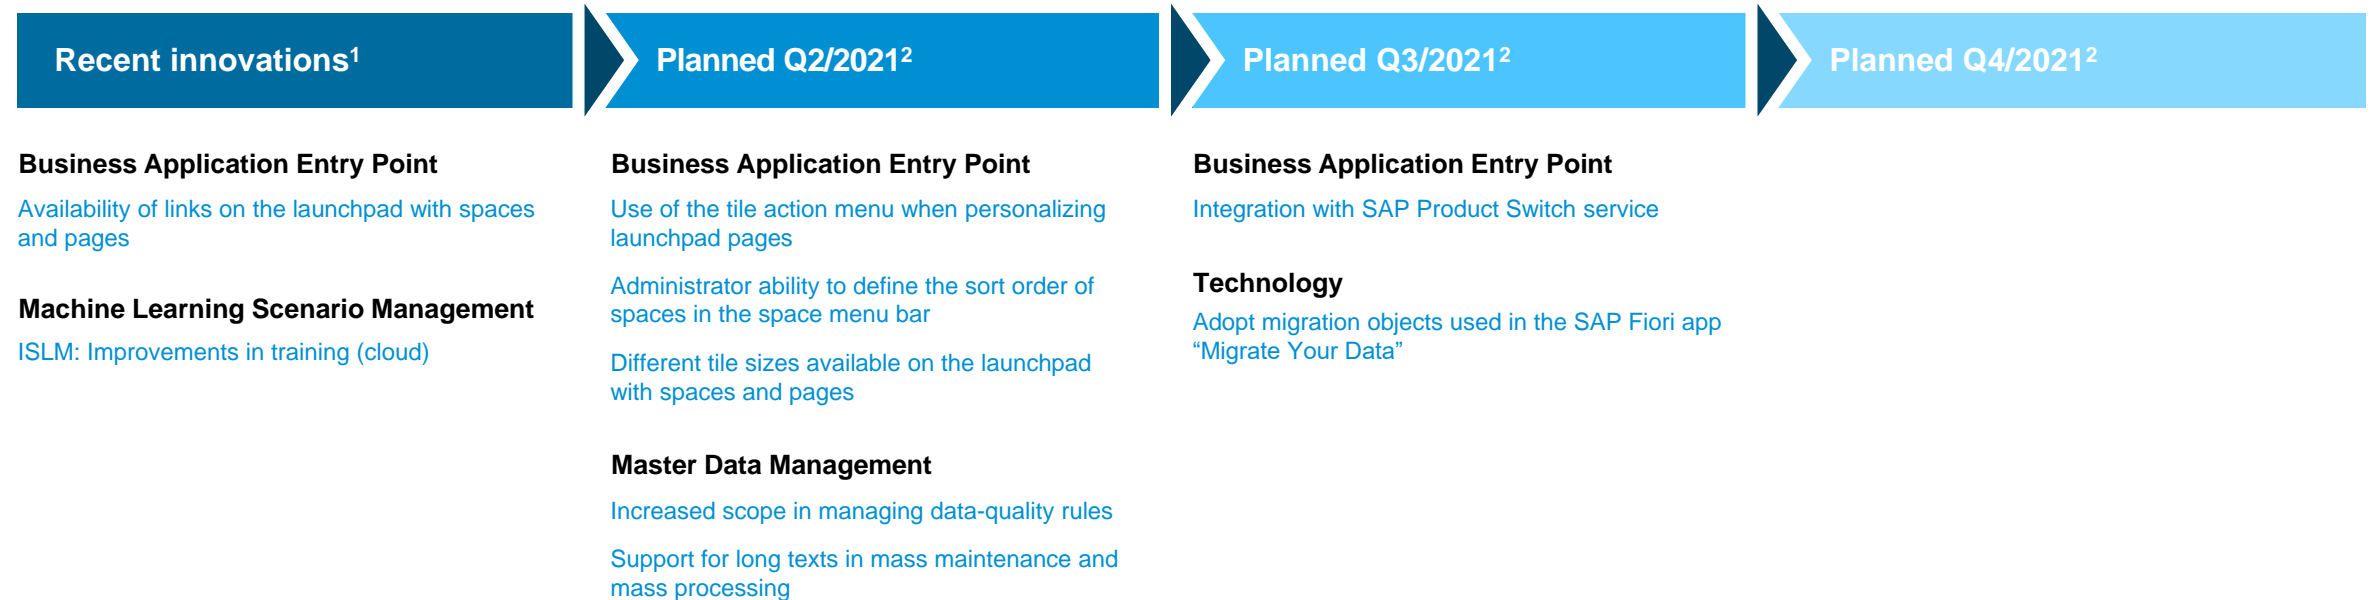 Recent innovations¹
Planned Q2/2021²
Planned Q3/2021²
Planned Q4/2021²
Business Application Entry Point
Availability of links on the launchpad with spaces
and pages
Machine Learning Scenario Management
ISLM: Improvements in training (cloud)
Business Application Entry Point
Use of the tile action menu when personalizing
launchpad pages
Administrator ability to define the sort order of
spaces in the space menu bar
Different tile sizes available on the launchpad
with spaces and pages
Master Data Management
Increased scope in managing data-quality rules
Support for long texts in mass maintenance and
mass processing
Business Application Entry Point
Integration with SAP Product Switch service
Technology
Adopt migration objects used in the SAP Fiori app
“Migrate Your Data”